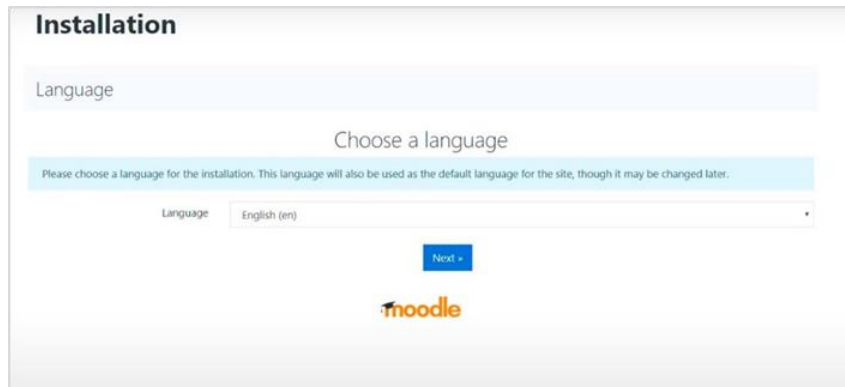 Installation
Language
Choose a language
Please choose a language for the installation. This language will also be used as the default language for the site, though it may be changed later.
Language English (en)
Next »
moodle